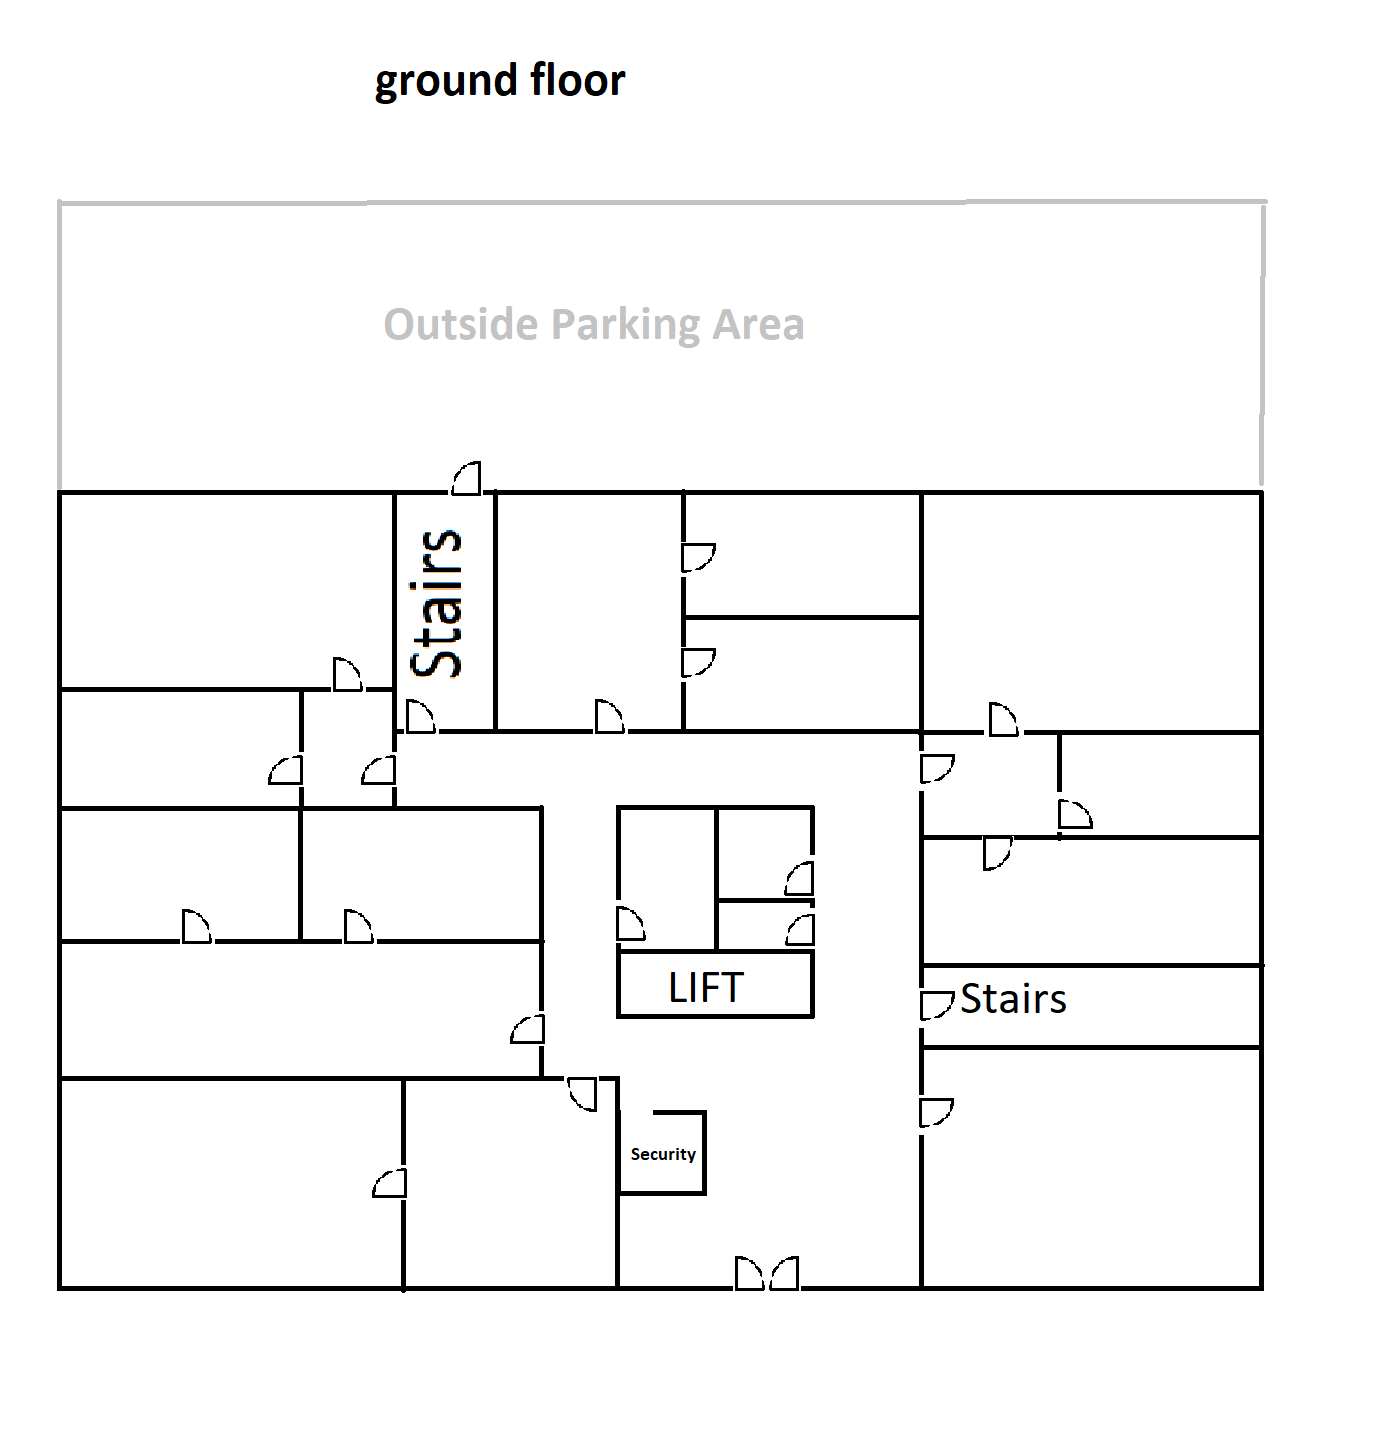 ground floor
Outside Parking Area
Stairs
LIFT
Stairs
Security